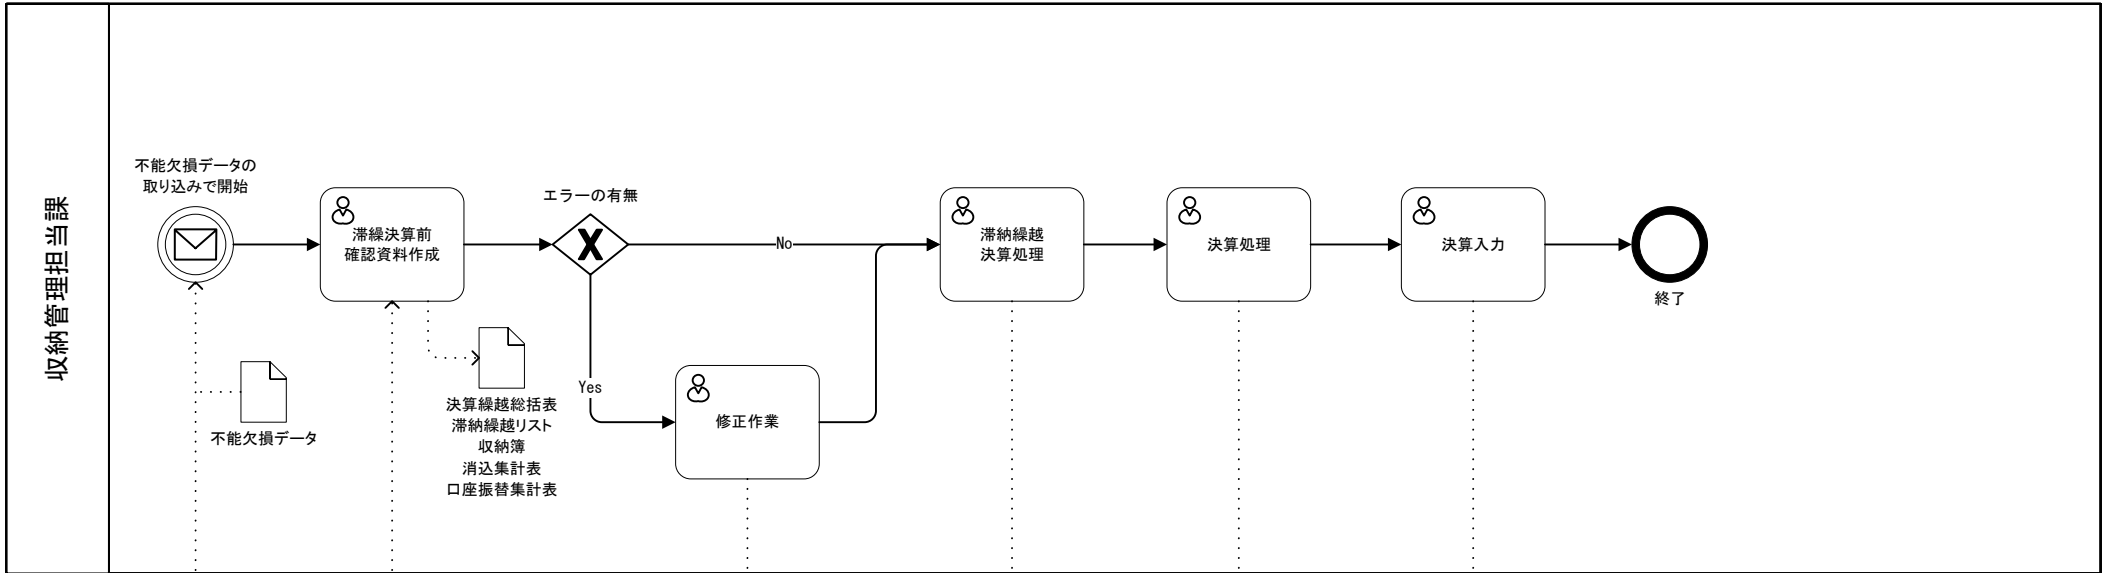 収納管理担当課
不能欠損データの
取り込みで開始
不能欠損データ
滞繰決算前
確認資料作成
決算繰越総括表
滞納繰越リスト
収納簿
消込集計表
口座振替集計表
エラーの有無
No
Yes
修正作業
滞納繰越
決算処理
決算処理
決算入力
終了